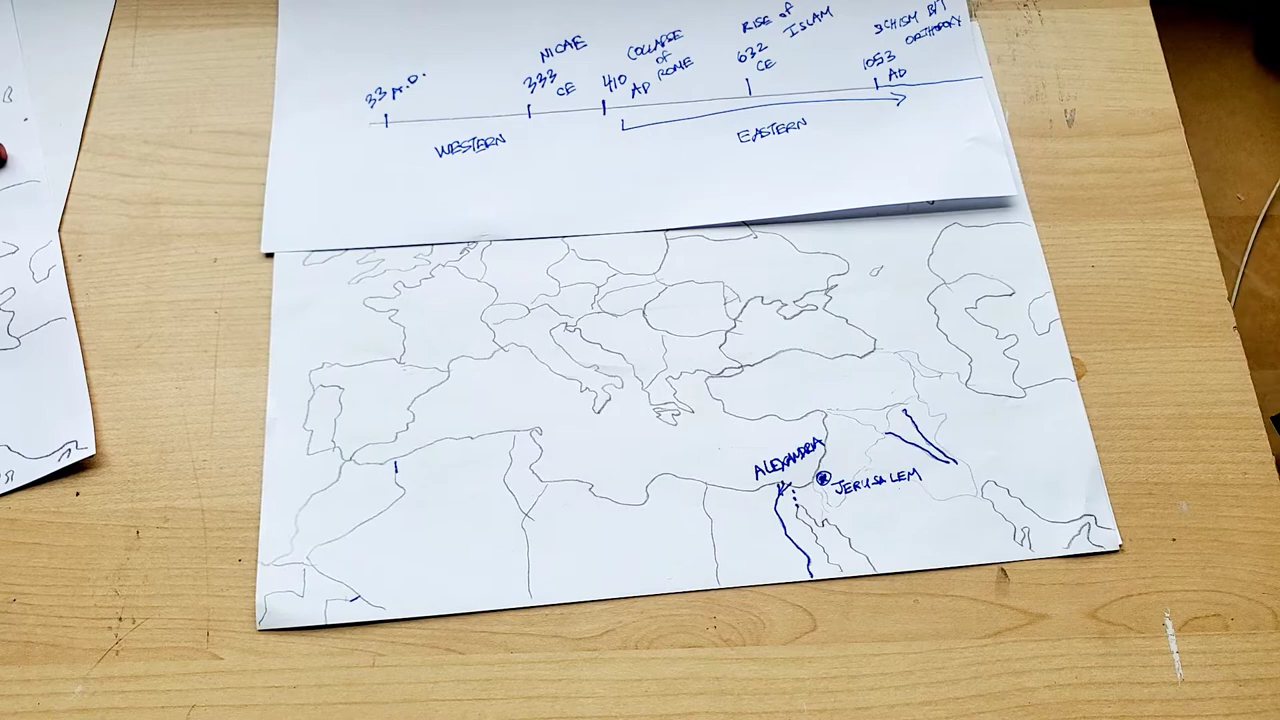 33 A.D.
NICAE
333
CE
410
AD
COLLAPSE
of
ROME
RISE of
ISLAM
632
CE
SCHISM B/T
ORTHODOXY
1053
AD
WESTERN
EASTERN
ALEXANDRIA
JERUSALEM